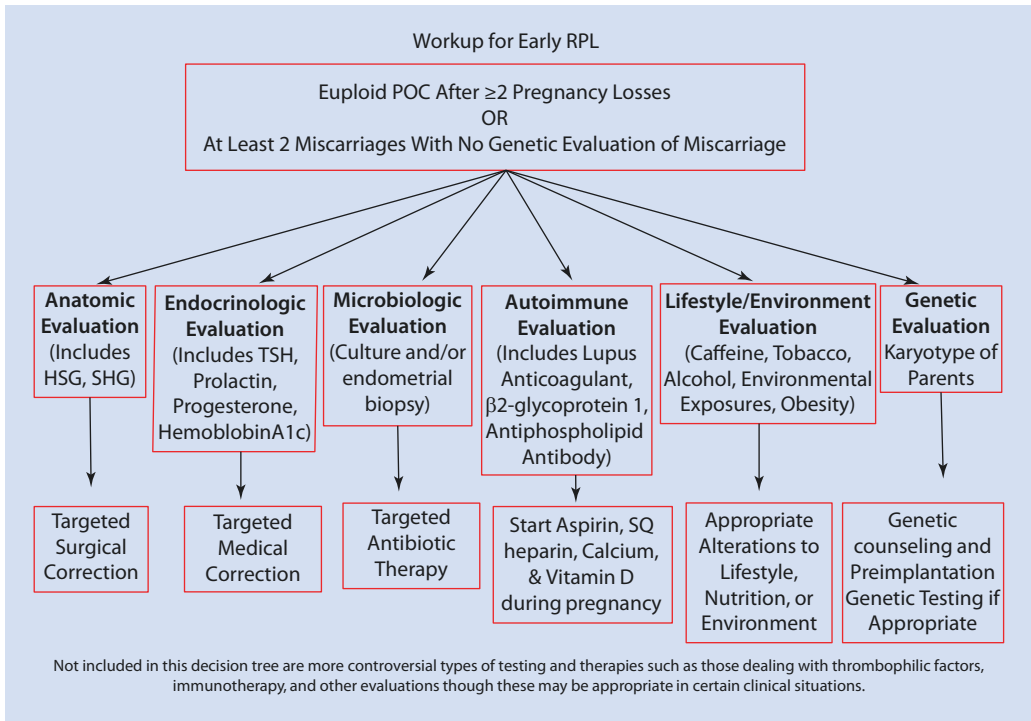 Workup for Early RPL
Euploid POC After ≥2 Pregnancy Losses
OR
At Least 2 Miscarriages With No Genetic Evaluation of Miscarriage
Anatomic
Evaluation
(Includes
HSG, SHG)
Endocrinologic
Evaluation
(Includes TSH,
Prolactin,
Progesterone,
HemoblobinA1c)
Microbiologic
Evaluation
(Culture and/or
endometrial
biopsy)
Autoimmune
Evaluation
(Includes Lupus
Anticoagulant,
β2-glycoprotein 1,
Antiphospholipid
Antibody)
Lifestyle/Environment
Evaluation
(Caffeine, Tobacco,
Alcohol, Environmental
Exposures, Obesity)
Genetic
Evaluation
Karyotype of
Parents
Targeted
Surgical
Correction
Targeted
Medical
Correction
Targeted
Antibiotic
Therapy
Start Aspirin, SQ
heparin, Calcium,
& Vitamin D
during pregnancy
Appropriate
Alterations to
Lifestyle,
Nutrition, or
Environment
Genetic
counseling and
Preimplantation
Genetic Testing if
Appropriate
Not included in this decision tree are more controversial types of testing and therapies such as those dealing with thrombophilic factors,
immunotherapy, and other evaluations though these may be appropriate in certain clinical situations.